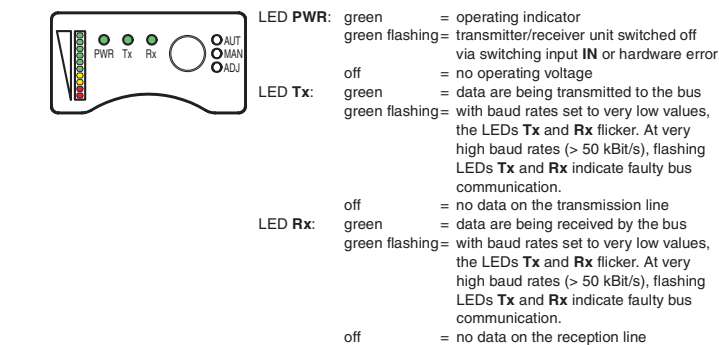 PWR Tx Rx
AUT
MAN
ADJ
LED PWR: green = operating indicator
green flashing= transmitter/receiver unit switched off
via switching input IN or hardware error
off = no operating voltage
LED Tx: green = data are being transmitted to the bus
green flashing= with baud rates set to very low values,
the LEDs Tx and Rx flicker. At very
high baud rates (> 50 kBit/s), flashing
LEDs Tx and Rx indicate faulty bus
communication.
off = no data on the transmission line
LED Rx: green = data are being received by the bus
green flashing= with baud rates set to very low values,
the LEDs Tx and Rx flicker. At very
high baud rates (> 50 kBit/s), flashing
LEDs Tx and Rx indicate faulty bus
communication.
off = no data on the reception line